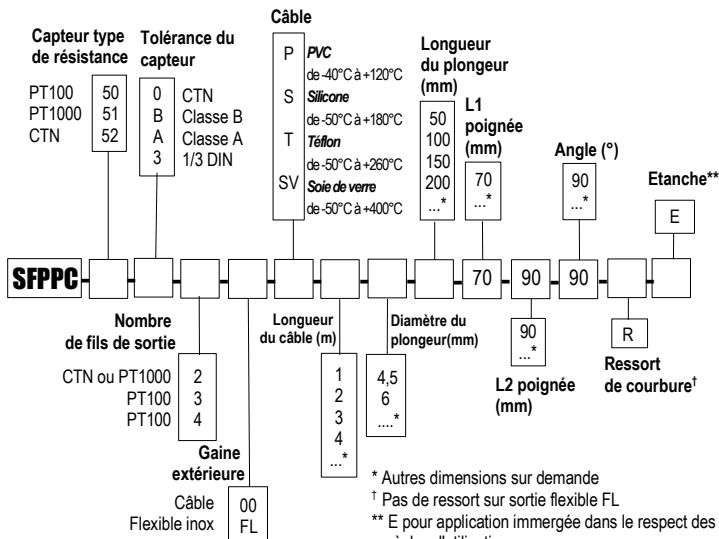 Câble
Capteur type
de résistance
Tolérance du
capteur
PT100 50
PT1000 51
CTN 52
0 CTN
B Classe B
A Classe A
3 1/3 DIN
P PVC
de -40°C à +120°C
S Silicone
de -50°C à +180°C
T Téflon
de -50°C à +260°C
SV Soie de verre
de -50°C à +400°C
Longueur
du plongeur
(mm)
50
100
150
200
...*
L1
poignée
(mm)
70
...*
Angle (°)
90
...*
Etanche**
E
SFPPC - - - - - - - - 70 - 90 - 90 - -
Nombre
de fils de sortie
CTN ou PT1000 2
PT100 3
PT100 4
Gaine
extérieure
Câble 00
Flexible inox FL
Longueur
du câble (m)
1
2
3
4
...*
Diamètre du
plongeur(mm)
4,5
6
....*
90
...*
L2 poignée
(mm)
R
Ressort
de courbure†
* Autres dimensions sur demande
† Pas de ressort sur sortie flexible FL
** E pour application immergée dans le respect des